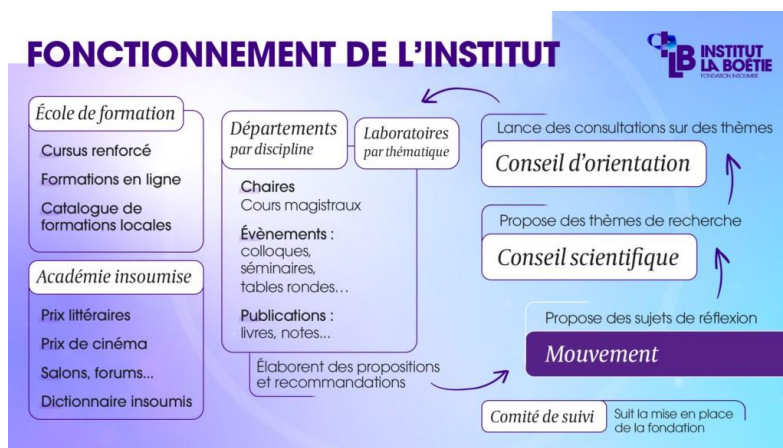 FONCTIONNEMENT DE L'INSTITUT
INSTITUT
LA BOÉTIE
FONDATION INSOUMISE
École de formation
Cursus renforcé
Formations en ligne
Catalogue de
formations locales
Académie insoumise
Prix littéraires
Prix de cinéma
Salons, forums...
Dictionnaire insoumis
Départements
par discipline
Laboratoires
par thématique
Chaires
Cours magistraux
Évènements :
colloques,
séminaires,
tables rondes...
Publications :
livres, notes...
Élaborent des propositions
et recommandations
Lance des consultations sur des thèmes
Conseil d'orientation
Propose des thèmes de recherche
Conseil scientifique
Propose des sujets de réflexion
Mouvement
Comité de suivi
Suit la mise en place
de la fondation